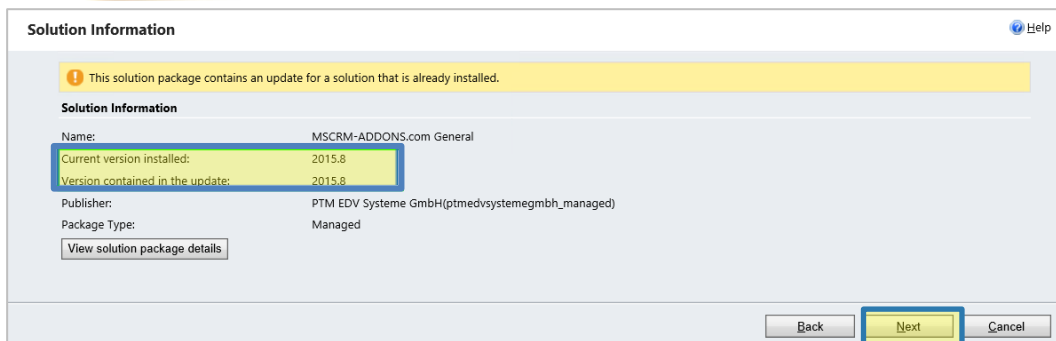 Solution Information
Help
This solution package contains an update for a solution that is already installed.
Solution Information
Name: MSCRM-ADDONS.com General
Current version installed: 2015.8
Version contained in the update: 2015.8
Publisher: PTM EDV Systeme GmbH(ptmedvsystemegmbh_managed)
Package Type: Managed
View solution package details
Back Next Cancel